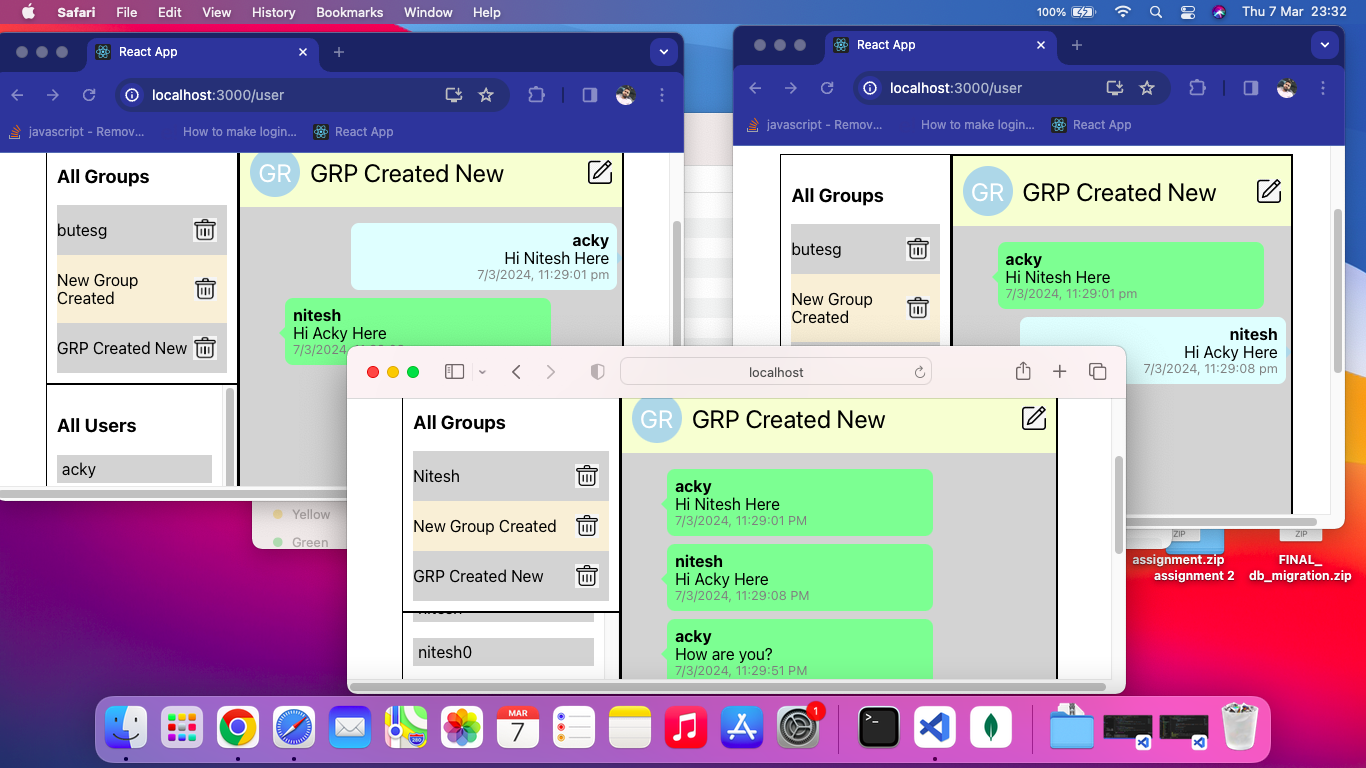 Safari File Edit View History Bookmarks Window Help
100% Thu 7 Mar 23:32
React App
localhost:3000/user
javascript - Remov... How to make login... React App
All Groups
butesg
New Group
Created
GRP Created New
All Users
acky
GR GRP Created New
acky
Hi Nitesh Here
7/3/2024, 11:29:01 pm
nitesh
Hi Acky Here
7/3/2024,
React App
localhost:3000/user
javascript - Remov... How to make login... React App
All Groups
butesg
New Group
Created
GR GRP Created New
acky
Hi Nitesh Here
7/3/2024, 11:29:01 pm
nitesh
Hi Acky Here
7/3/2024, 11:29:08 pm
localhost
All Groups
Nitesh
New Group Created
GRP Created New
nitesh0
GR GRP Created New
acky
Hi Nitesh Here
7/3/2024, 11:29:01 PM
nitesh
Hi Acky Here
7/3/2024, 11:29:08 PM
acky
How are you?
7/3/2024, 11:29:51 PM
Yellow
Green
ZIP
assignment.zip
assignment 2
ZIP
FINAL_
db_migration.zip
MAR
7
280
1
>_